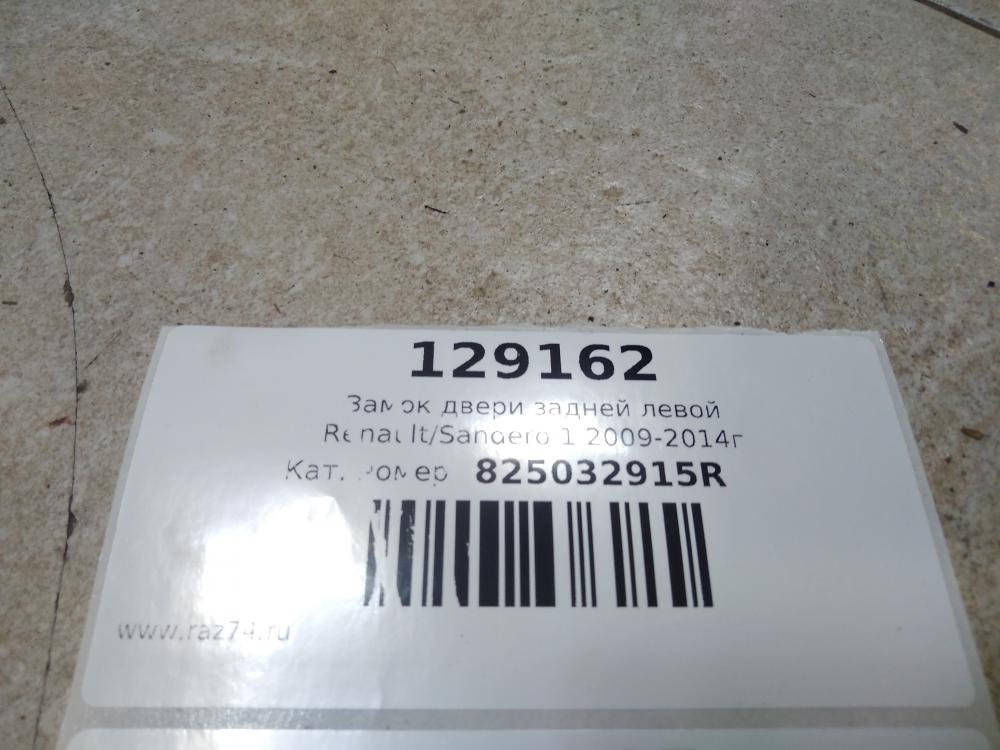 129162
Замок двери задней левой
Renault/Sandero 1 2009-2014г
Кат. номер 825032915R
www.raz74.ru